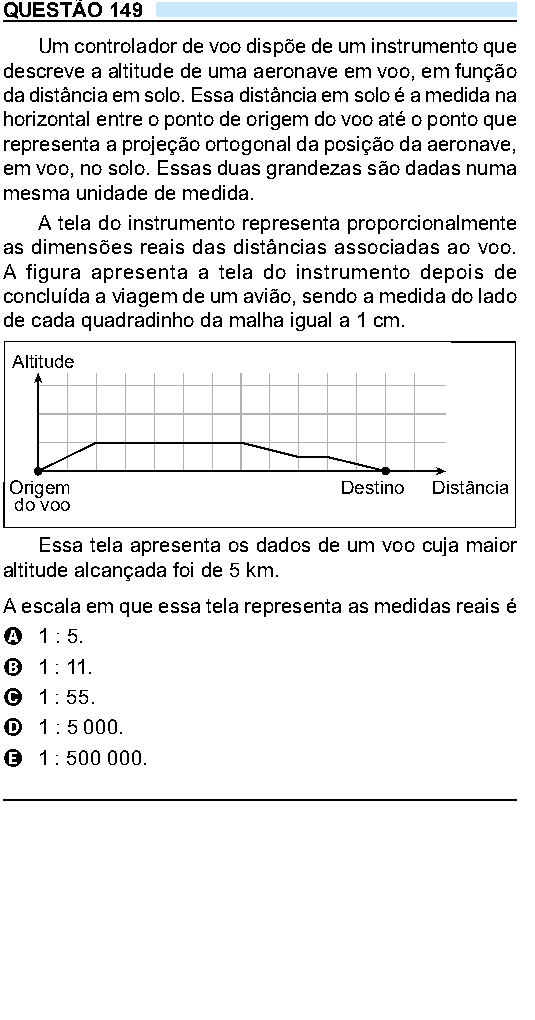 QUESTÃO 149
Um controlador de voo dispõe de um instrumento que
descreve a altitude de uma aeronave em voo, em função
da distância em solo. Essa distância em solo é a medida na
horizontal entre o ponto de origem do voo até o ponto que
representa a projeção ortogonal da posição da aeronave,
em voo, no solo. Essas duas grandezas são dadas numa
mesma unidade de medida.
A tela do instrumento representa proporcionalmente
as dimensões reais das distâncias associadas ao voo.
A figura apresenta a tela do instrumento depois de
concluída a viagem de um avião, sendo a medida do lado
de cada quadradinho da malha igual a 1 cm.
Altitude
Origem
do voo
Destino
Distância
Essa tela apresenta os dados de um voo cuja maior
altitude alcançada foi de 5 km.
A escala em que essa tela representa as medidas reais é
A 1 : 5.
B 1 : 11.
C 1 : 55.
D 1 : 5 000.
E 1 : 500 000.